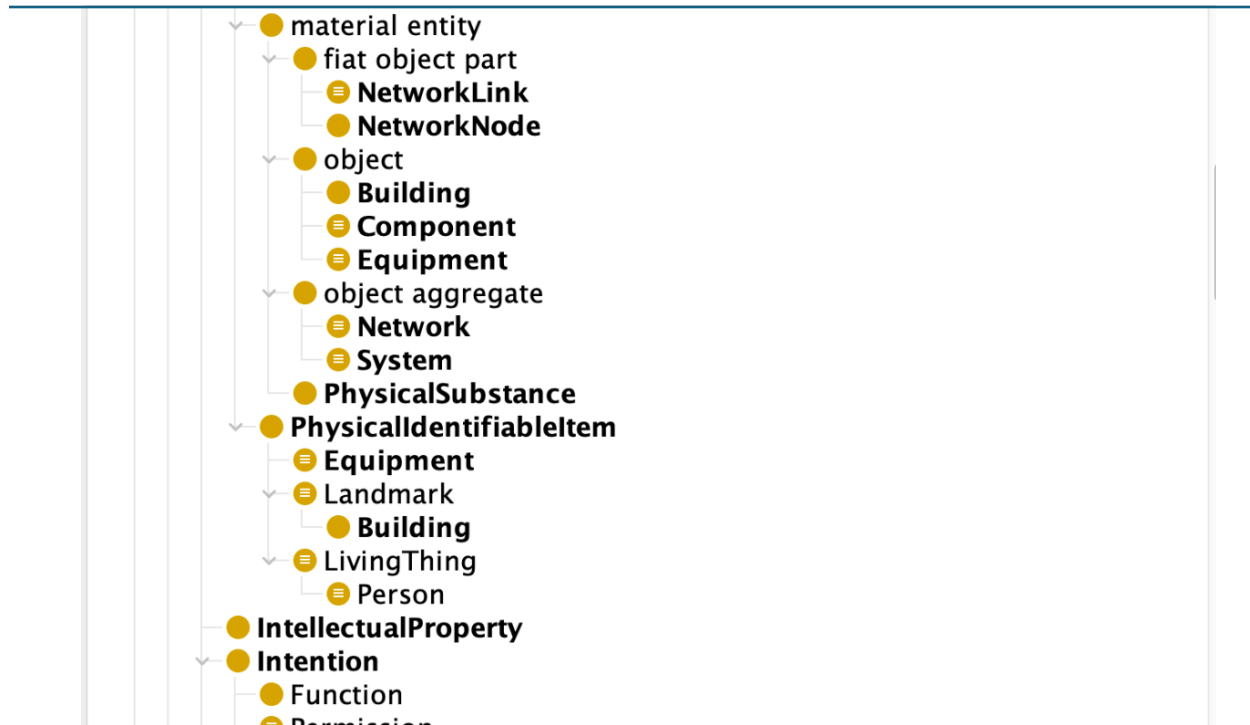 material entity
fiat object part
NetworkLink
NetworkNode
object
Building
Component
Equipment
object aggregate
Network
System
PhysicalSubstance
PhysicalIdentifiableItem
Equipment
Landmark
Building
LivingThing
Person
IntellectualProperty
Intention
Function
Permission